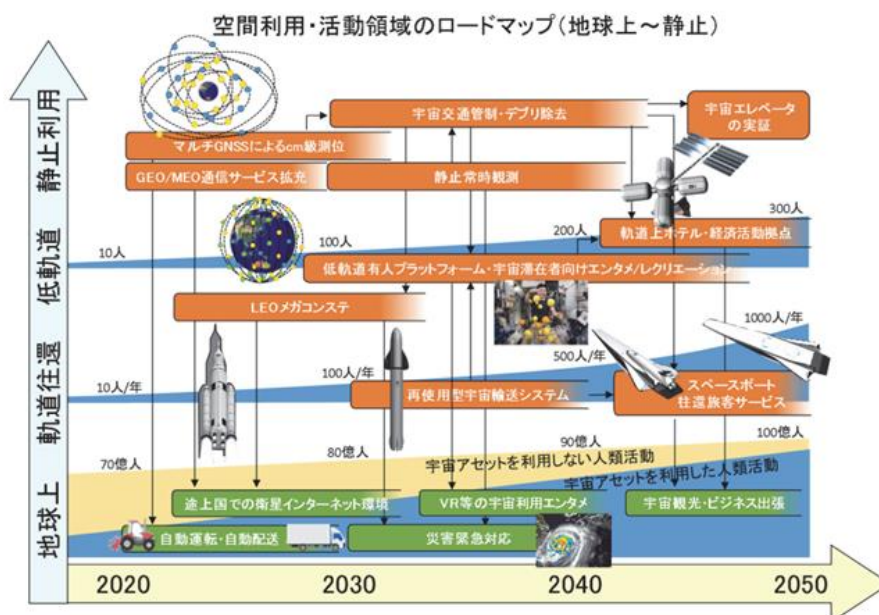 空間利用・活動領域のロードマップ(地球上～静止)
静止利用
宇宙交通管制・デブリ除去
宇宙エレベータ
の実証
マルチGNSSによるcm級測位
GEO/MEO通信サービス拡充
静止常時観測
低軌道
10人
100人
200人
300人
軌道上ホテル・経済活動拠点
低軌道有人プラットフォーム・宇宙滞在者向けエンタメ/レクリエーション
LEOメガコンステ
軌道往還
10人/年
100人/年
500人/年
1000人/年
再使用型宇宙輸送システム
スペースポート
往還旅客サービス
地球上
70億人
80億人
90億人
100億人
宇宙アセットを利用しない人類活動
宇宙アセットを利用した人類活動
途上国での衛星インターネット環境
VR等の宇宙利用エンタメ
宇宙観光・ビジネス出張
自動運転・自動配送
災害緊急対応
2020
2030
2040
2050